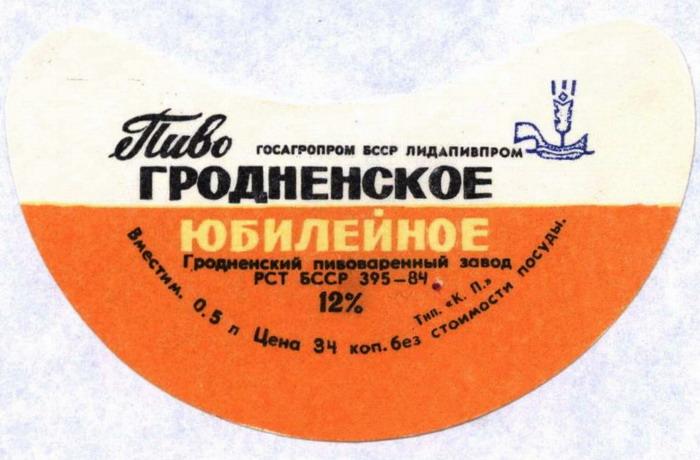 Пиво
ГОСАГРОПРОМ БССР ЛИДАПИВПРОМ
ГРОДНЕНСКОЕ
ЮБИЛЕЙНОЕ
Гродненский пивоваренный завод
РСТ БССР 395-84
12%
Тип. «К. П.»
Вместим. 0.5 л Цена 34 коп. без стоимости посуды.